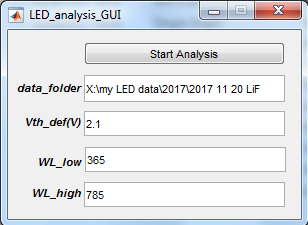 LED_analysis_GUI
Start Analysis
data_folder X:\my LED data\2017\2017 11 20 LiF
Vth_def(V) 2.1
WL_low 365
WL_high 785